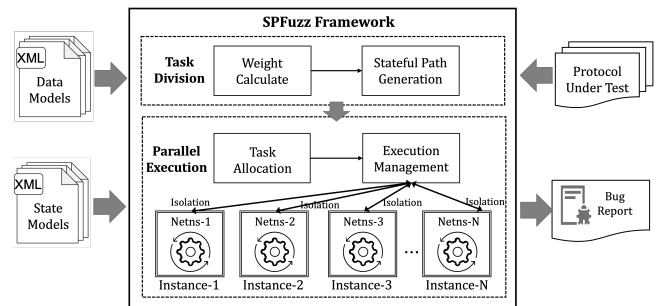 SPFuzz Framework
XML
Data
Models
Task
Division
Weight
Calculate
Stateful Path
Generation
Protocol
Under Test
Parallel
Execution
Task
Allocation
Execution
Management
XML
State
Models
Isolation
Isolation
Isolation
Isolation
Netns-1
Netns-2
Netns-3
Netns-N
...
Instance-1
Instance-2
Instance-3
Instance-N
Bug
Report